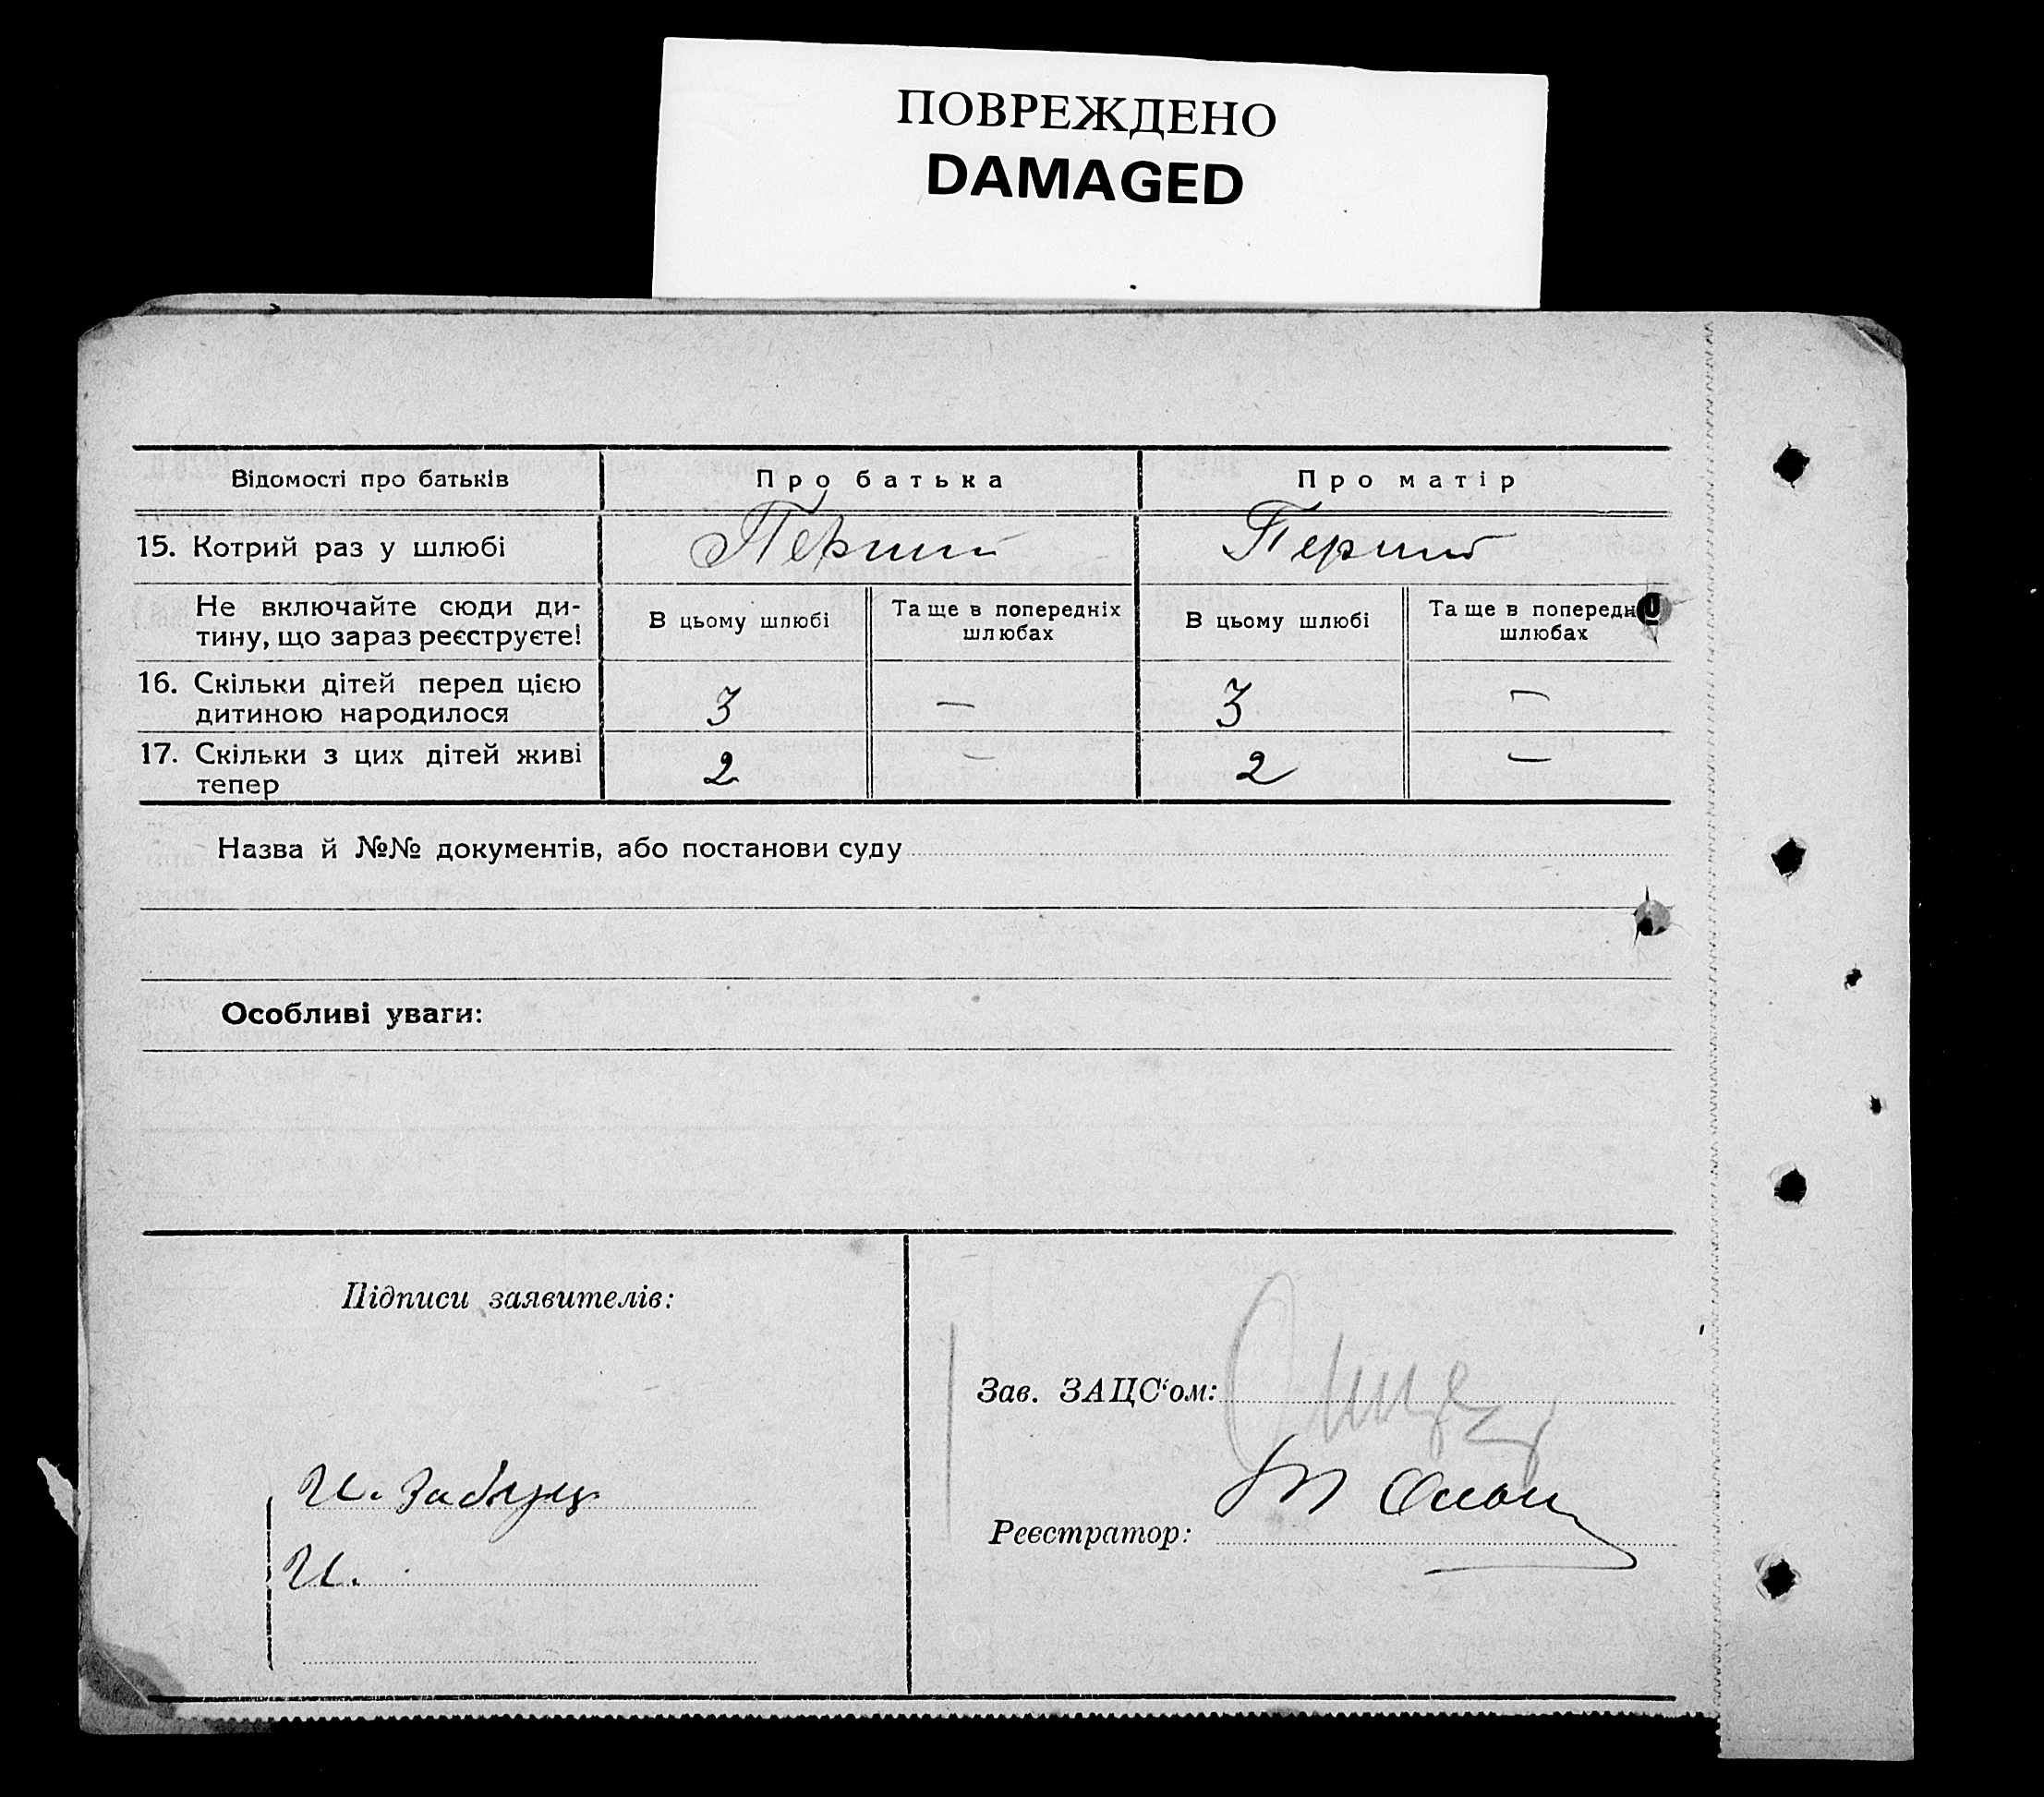 ПОВРЕЖДЕНО
DAMAGED
Відомості про батьків Про батька Про матір
15. Котрий раз у шлюбі Перший Перший
Не включайте сюди ди- В цьому шлюбі Та ще в попередніх В цьому шлюбі Та ще в попередн
тину, що зараз реєструєте! шлюбах шлюбах
16. Скільки дітей перед цією 3 — 3 —
дитиною народилося
17. Скільки з цих дітей живі 2 — 2 —
тепер
Назва й №№ документів, або постанови суду
Особливі уваги:
Підписи заявителів:
Зав. ЗАЦС‘ом:
И.
Реєстратор:
И.